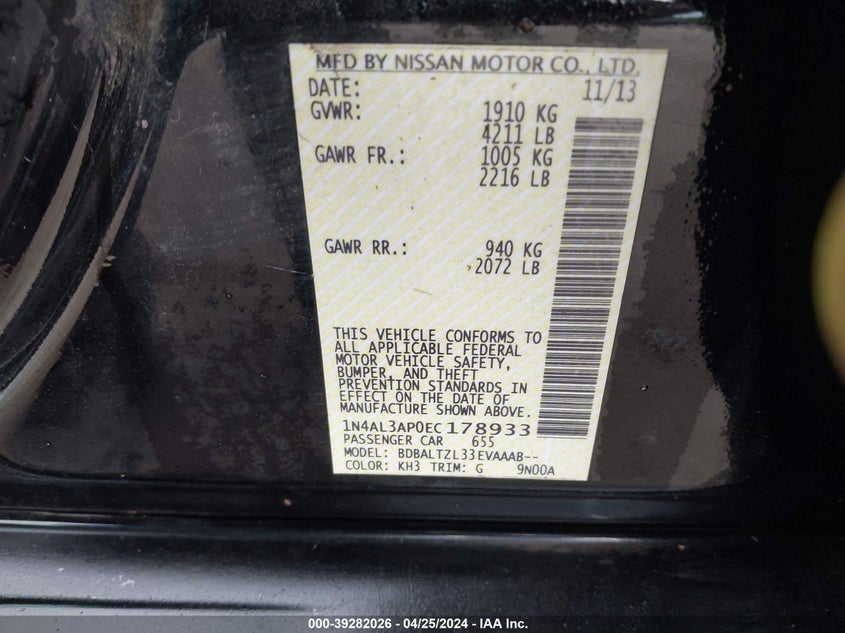 MFD BY NISSAN MOTOR CO., LTD.
DATE: 11/13
GVWR: 1910 KG
4211 LB
GAWR FR.: 1005 KG
2216 LB
GAWR RR.: 940 KG
2072 LB
THIS VEHICLE CONFORMS TO
ALL APPLICABLE FEDERAL
MOTOR VEHICLE SAFETY,
BUMPER, AND THEFT
PREVENTION STANDARDS IN
EFFECT ON THE DATE OF
MANUFACTURE SHOWN ABOVE.
1N4AL3AP0EC178933
PASSENGER CAR 655
MODEL: BDBALTZL33EVAAAB--
COLOR: KH3 TRIM: G 9N00A
000-39282026 - 04/25/2024 - IAA Inc.